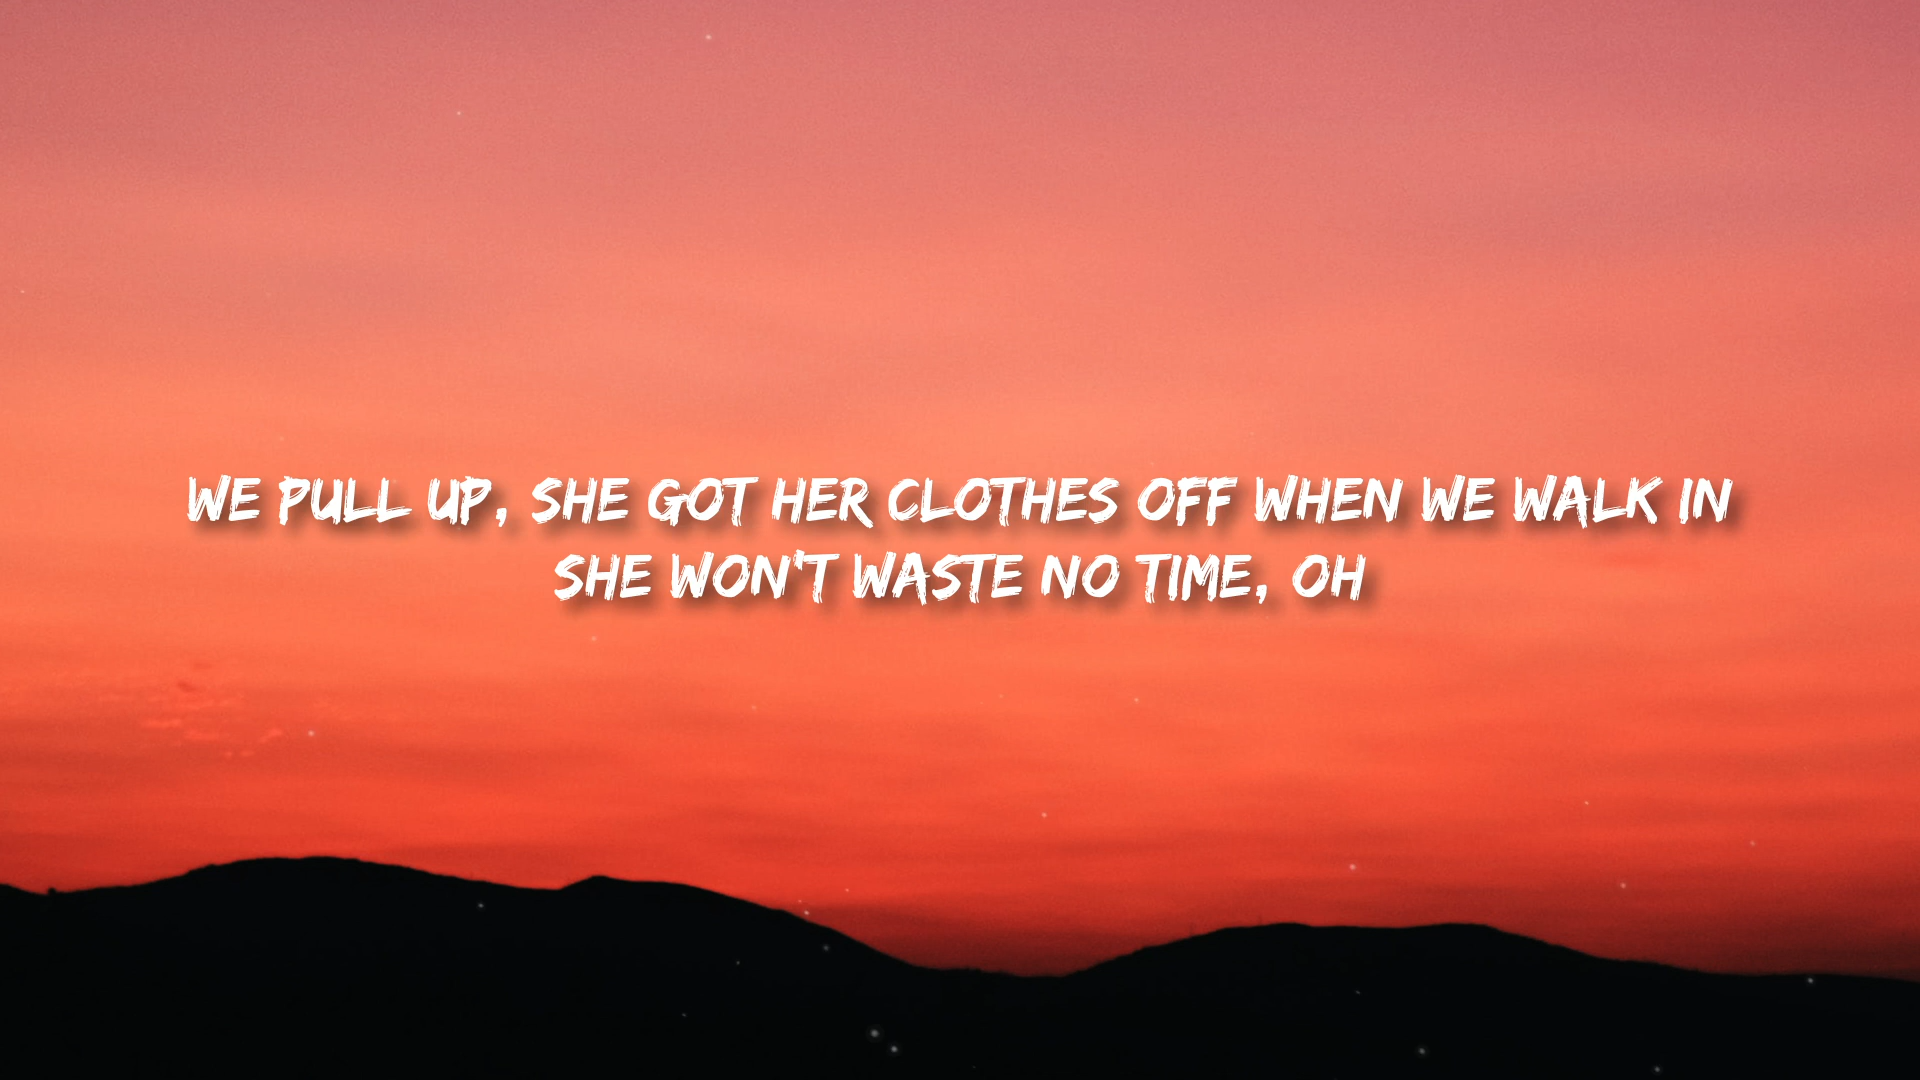 WE PULL UP, SHE GOT HER CLOTHES OFF WHEN WE WALK IN
SHE WON'T WASTE NO TIME, OH